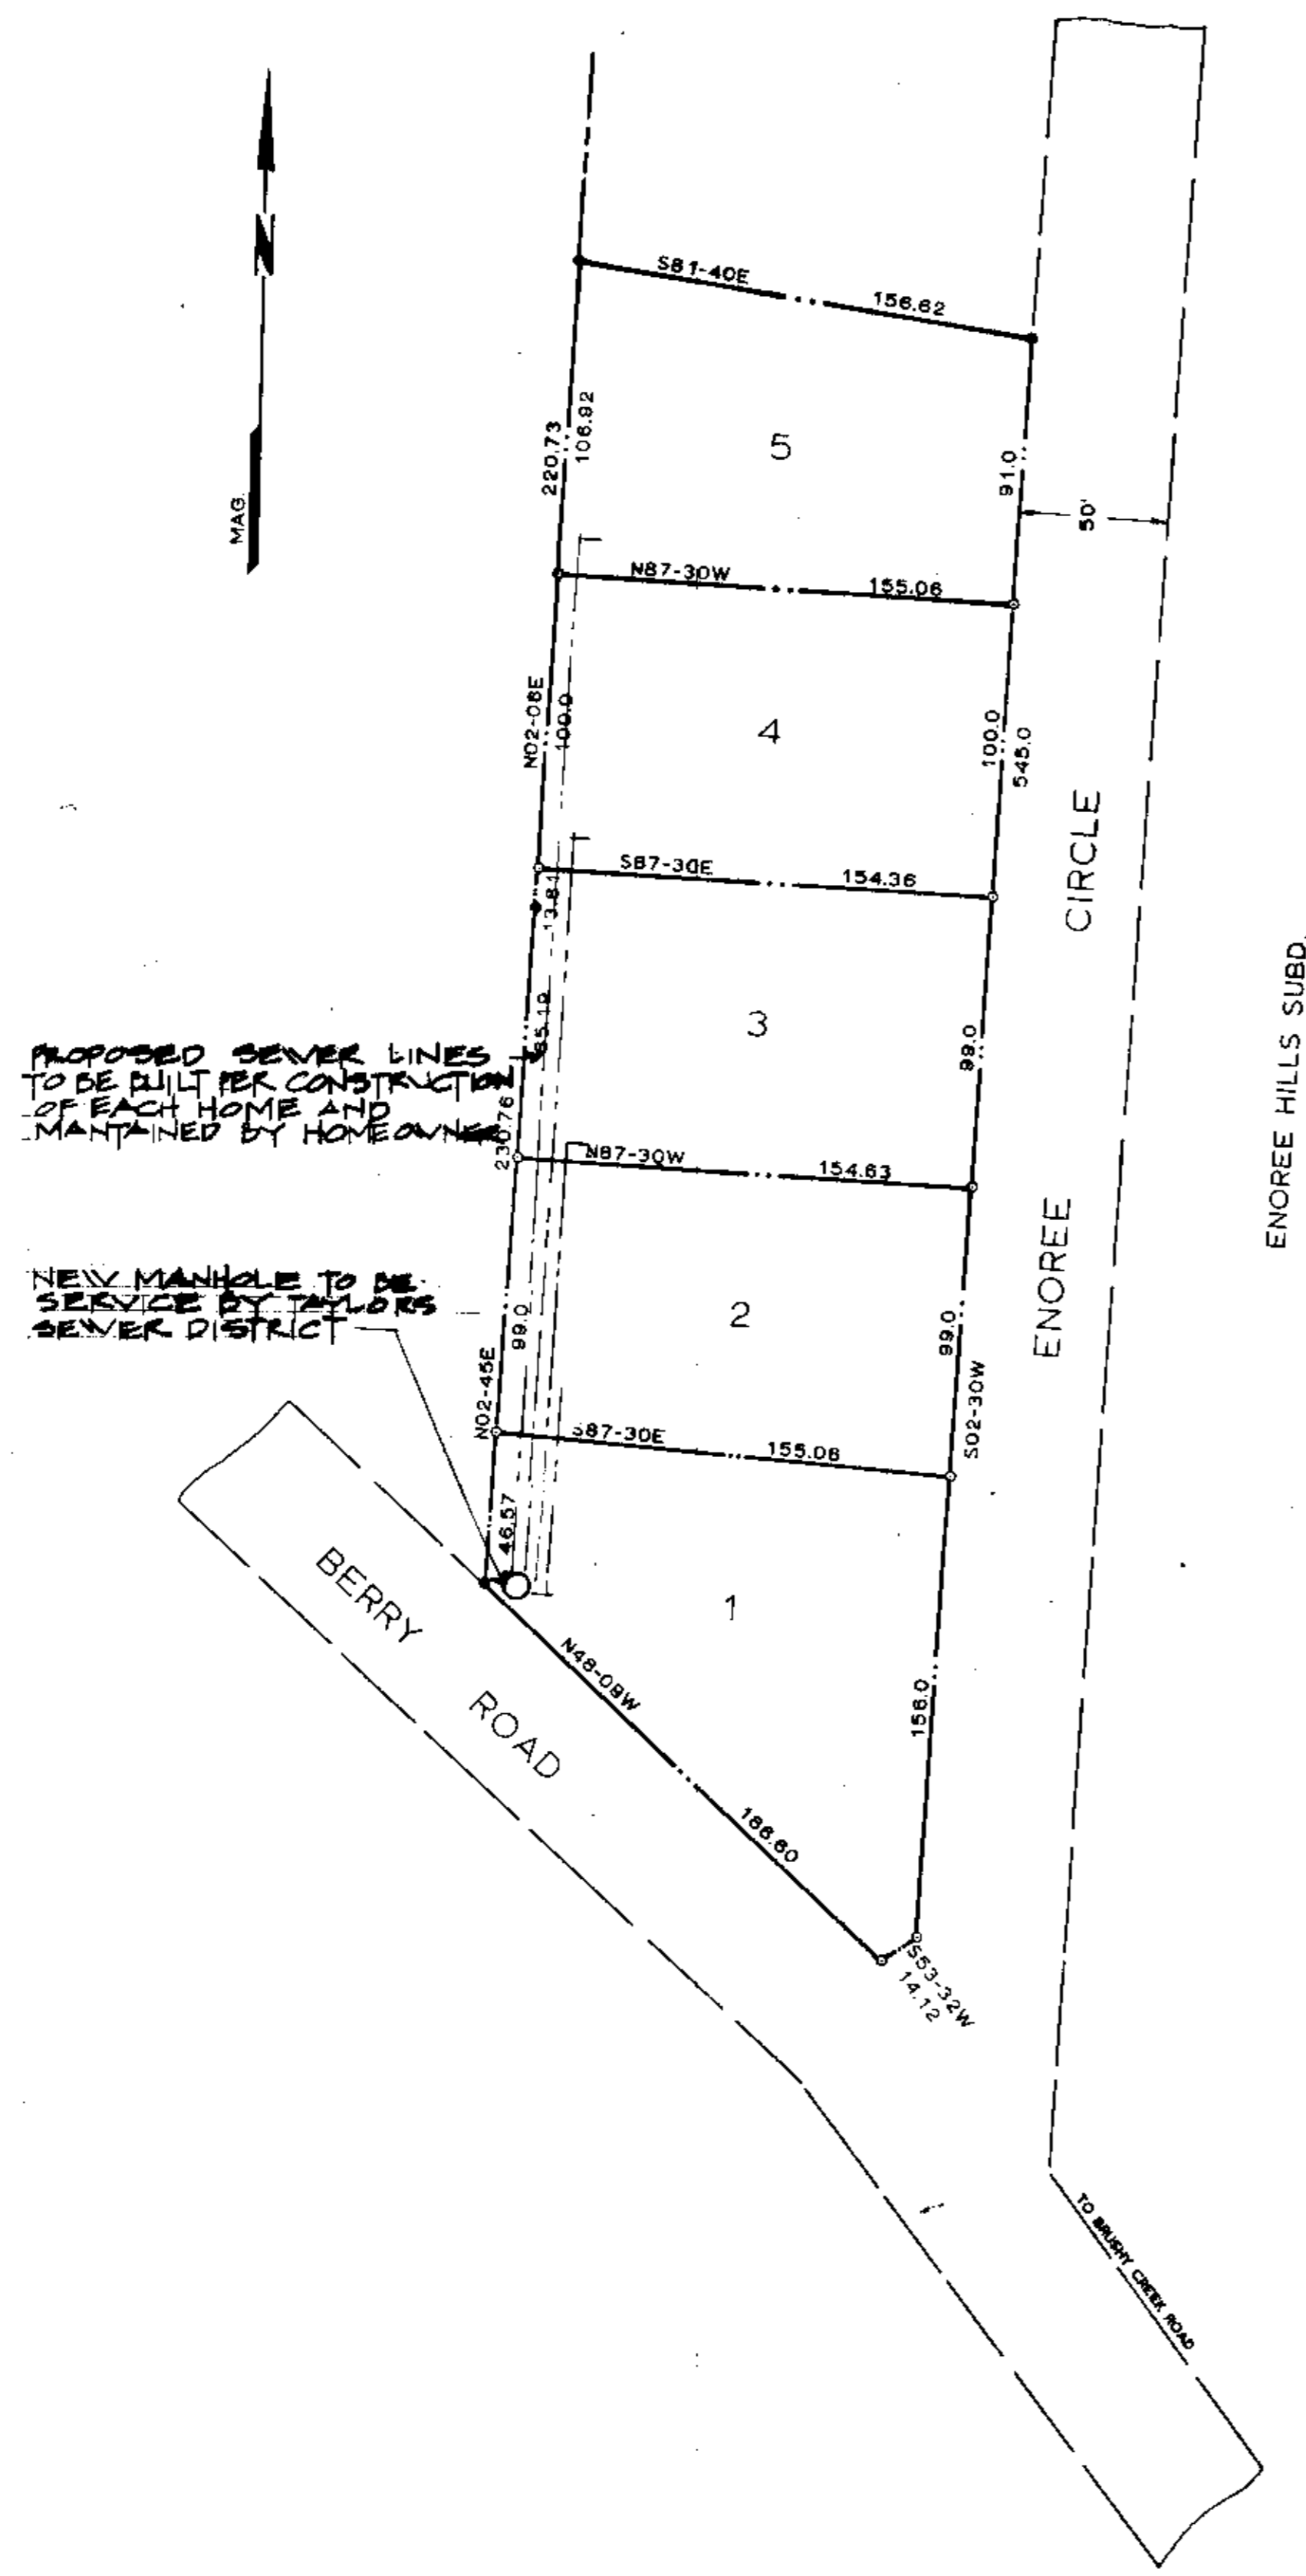 N
MAG.
S81-40E
156.62
220.73
106.92
5
91.0
50'
N87-30W
155.06
N02-08E
100.0
4
100.0
545.0
S87-30E
154.36
13.81
CIRCLE
85.19
3
99.0
ENOREE HILLS SUBD.
PROPOSED SEWER LINES
TO BE BUILT PER CONSTRUCTION
OF EACH HOME AND
MANTAINED BY HOMEOWNER
230.76
N87-30W
154.63
ENOREE
NEW MANHOLE TO BE
SERVICE BY TAYLORS
SEWER DISTRICT
99.0
2
99.0
N02-45E
S02-30W
S87-30E
155.08
46.57
BERRY
ROAD
1
N48-09W
156.0
186.60
S53-32W
14.12
TO BRUSHY CREEK ROAD